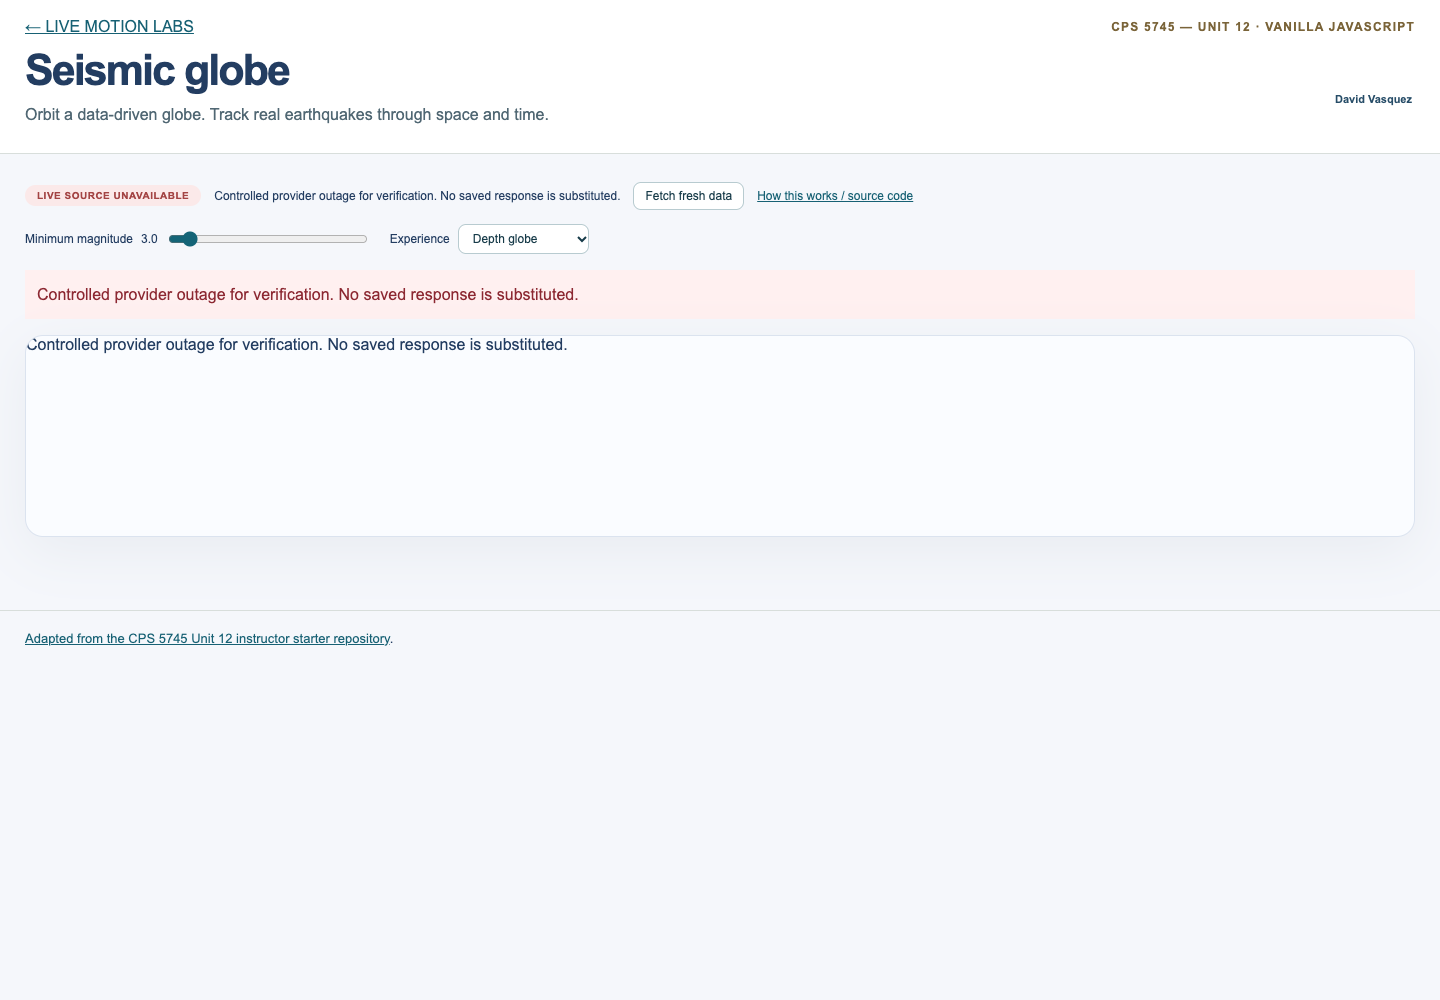 ← LIVE MOTION LABS
CPS 5745 — UNIT 12 · VANILLA JAVASCRIPT
Seismic globe
Orbit a data-driven globe. Track real earthquakes through space and time.
David Vasquez
LIVE SOURCE UNAVAILABLE
Controlled provider outage for verification. No saved response is substituted.
Fetch fresh data
How this works / source code
Minimum magnitude 3.0
Experience
Depth globe
Controlled provider outage for verification. No saved response is substituted.
Controlled provider outage for verification. No saved response is substituted.
Adapted from the CPS 5745 Unit 12 instructor starter repository.